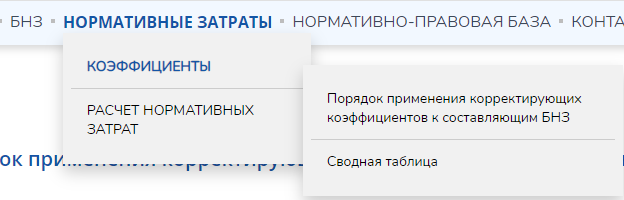 БНЗ НОРМАТИВНЫЕ ЗАТРАТЫ НОРМАТИВНО-ПРАВОВАЯ БАЗА КОНТА
КОЭФФИЦИЕНТЫ
РАСЧЕТ НОРМАТИВНЫХ
ЗАТРАТ
Порядок применения корректирующих
коэффициентов к составляющим БНЗ
Сводная таблица
ок применения корректирую